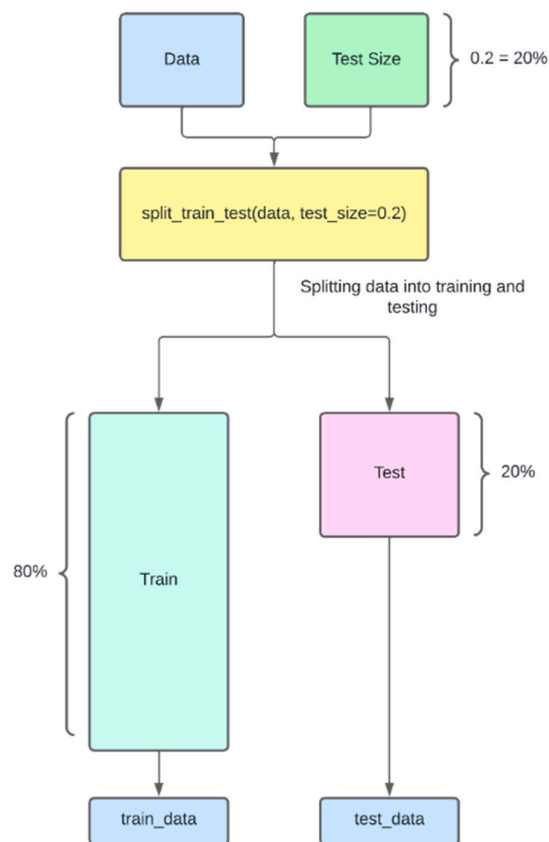 Data
Test Size
0.2 = 20%
split_train_test(data, test_size=0.2)
Splitting data into training and
testing
Test
20%
80%
Train
train_data
test_data